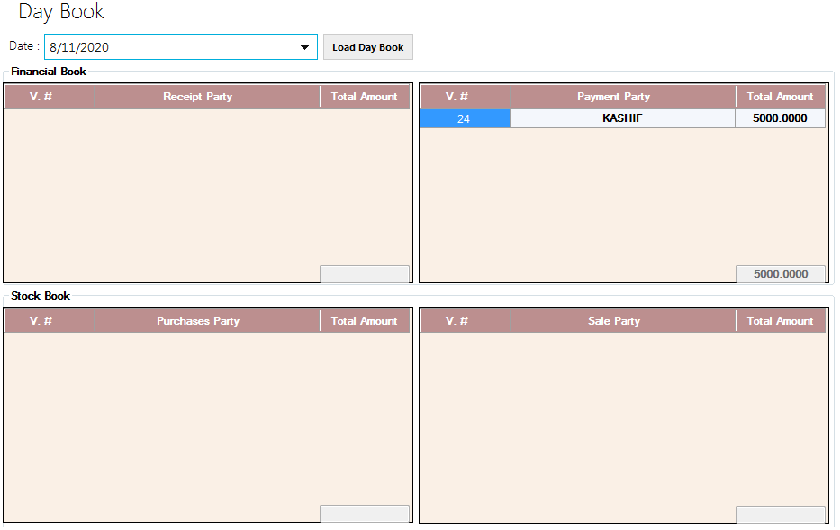 Day Book
Date : 8/11/2020 Load Day Book
Financial Book
V. # Receipt Party Total Amount
V. # Payment Party Total Amount
24 KASHIF 5000.0000
5000.0000
Stock Book
V. # Purchases Party Total Amount
V. # Sale Party Total Amount